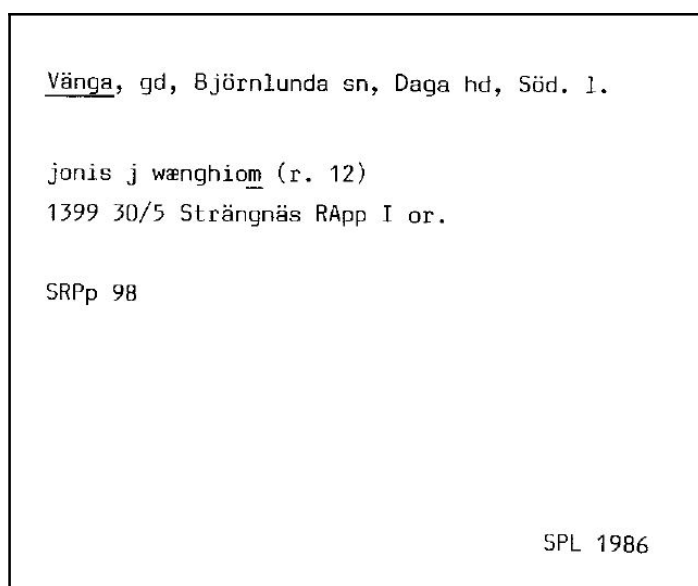 Vänga, gd, Björnlunda sn, Daga hd, Söd. l.
jonis j wænghiom (r. 12)
1399 30/5 Strängnäs RApp I or.
SRPp 98
SPL 1986